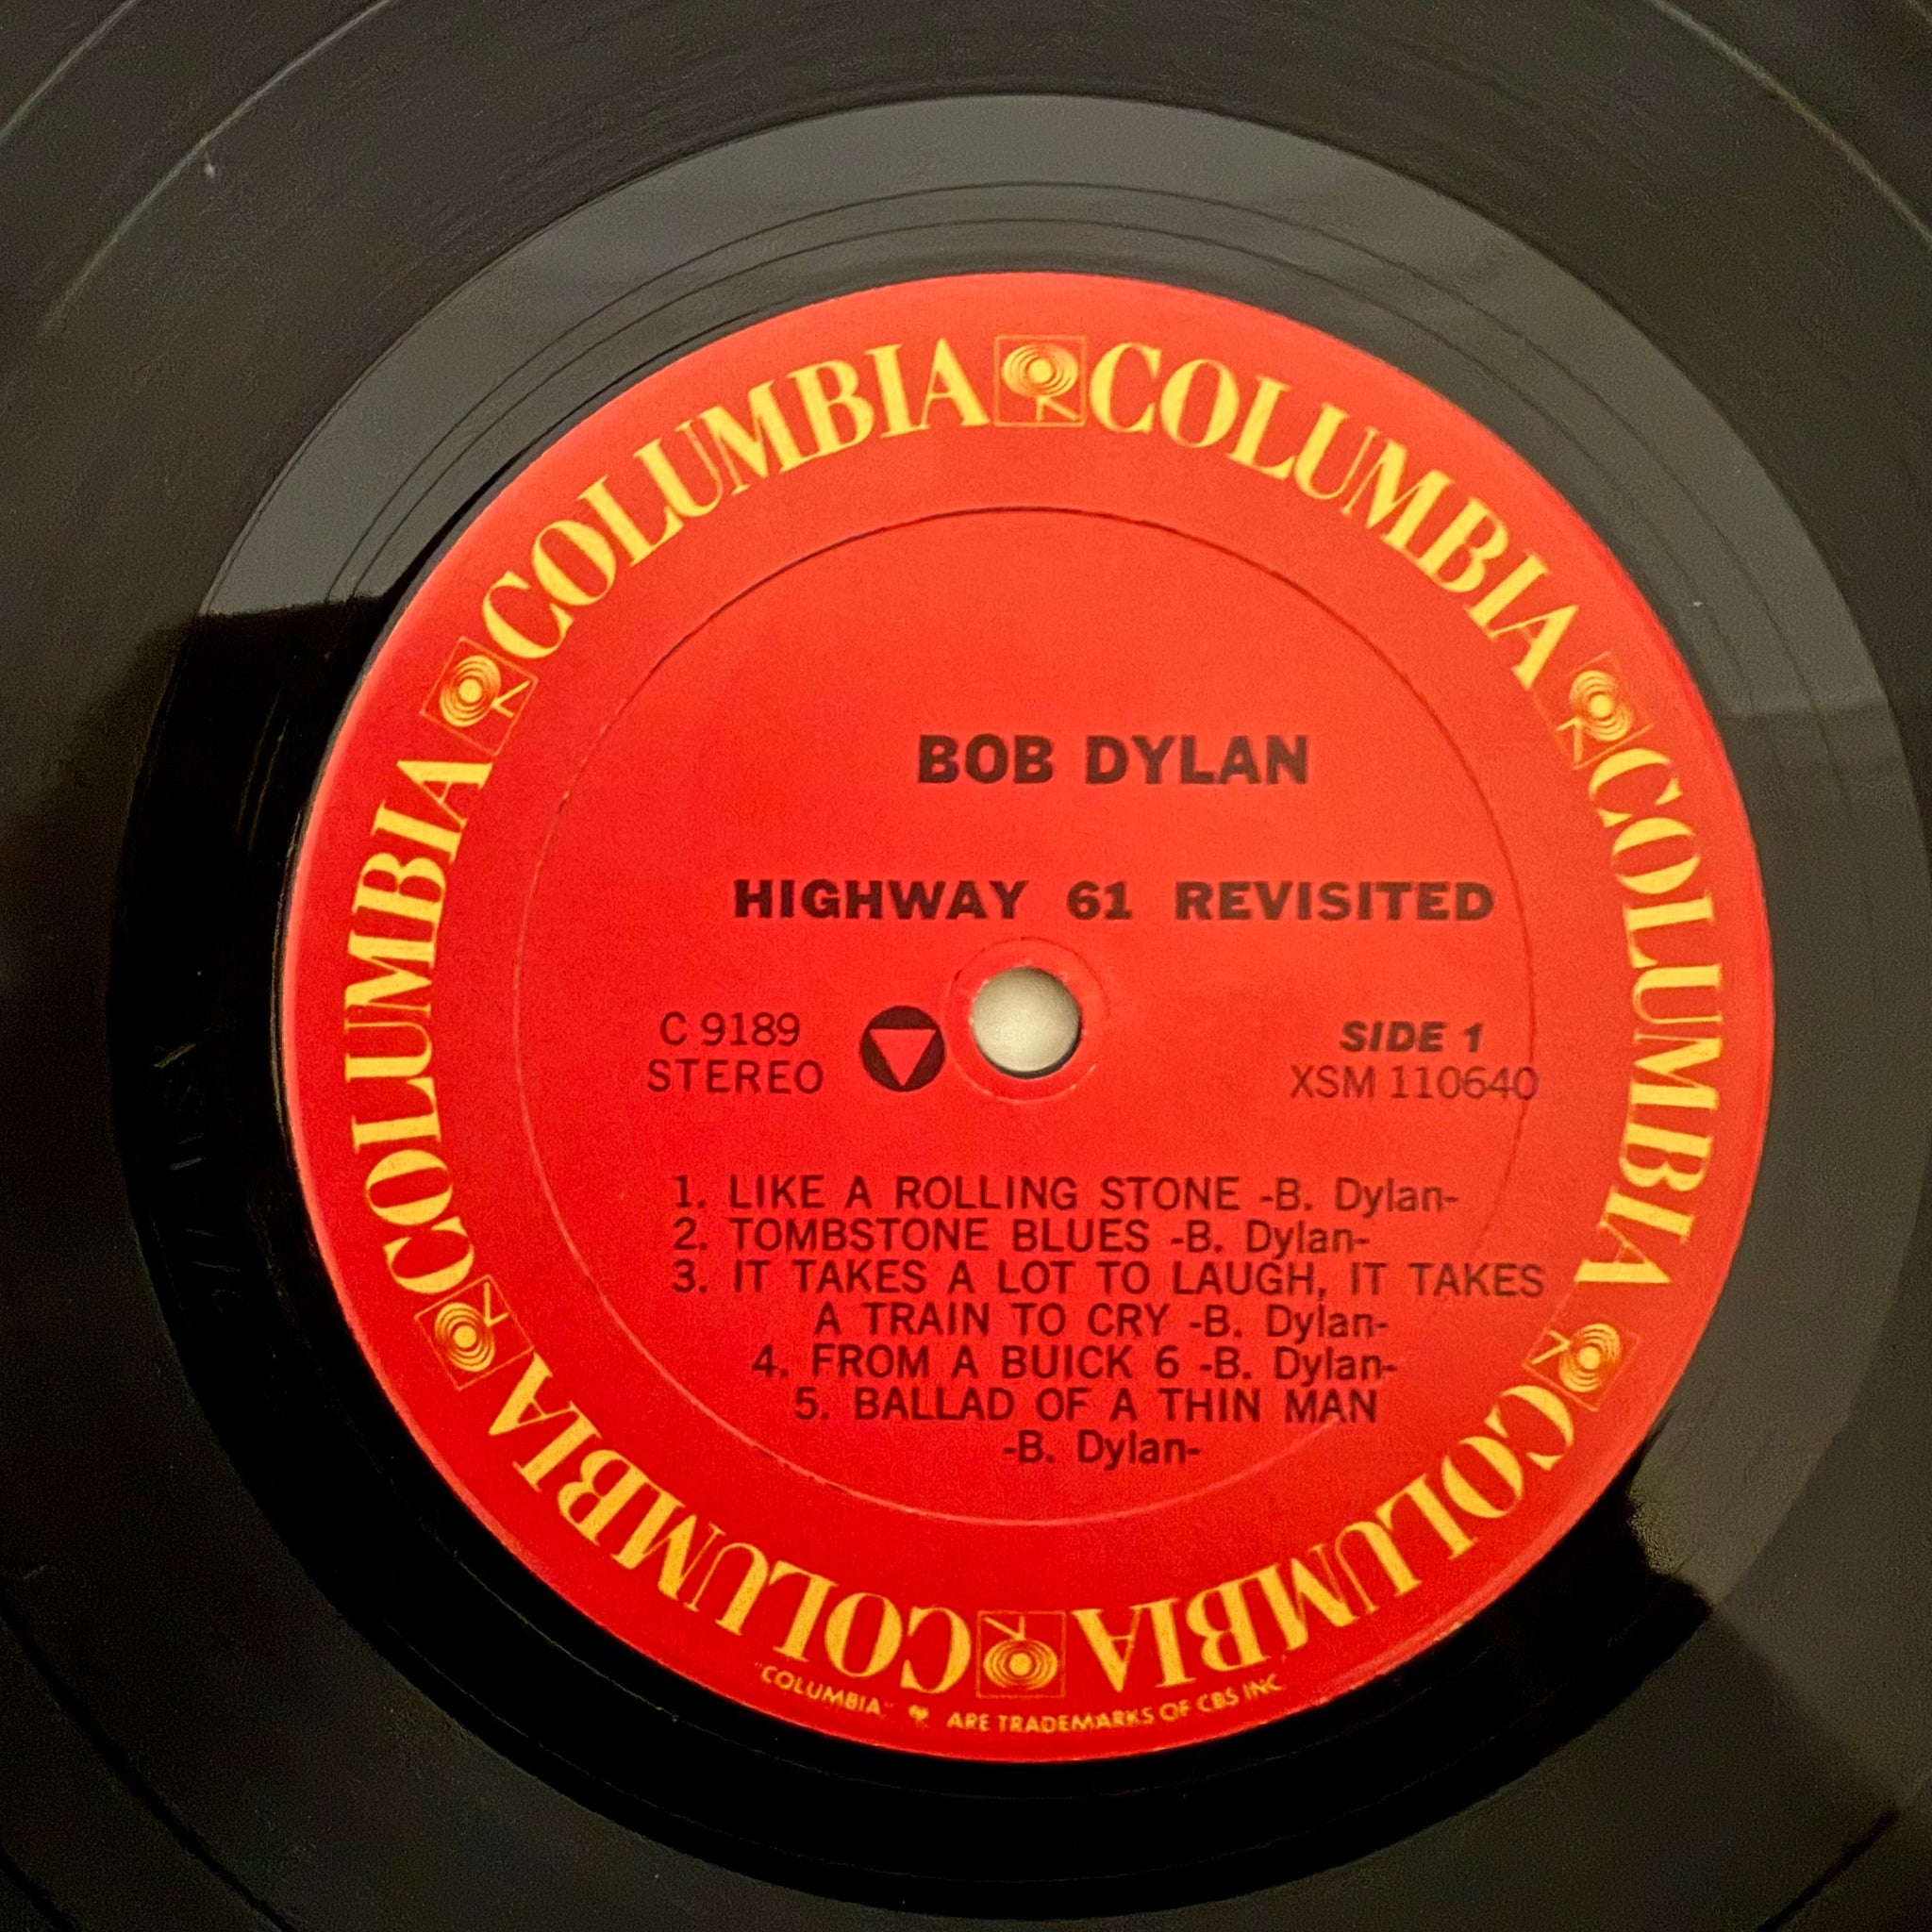 COLUMBIA COLUMBIA COLUMBIA COLUMBIA COLUMBIA COLUMBIA
BOB DYLAN
HIGHWAY 61 REVISITED
C 9189
STEREO
SIDE 1
XSM 110640
1. LIKE A ROLLING STONE -B. Dylan-
2. TOMBSTONE BLUES -B. Dylan-
3. IT TAKES A LOT TO LAUGH, IT TAKES
A TRAIN TO CRY -B. Dylan-
4. FROM A BUICK 6 -B. Dylan-
5. BALLAD OF A THIN MAN
-B. Dylan-
"COLUMBIA" ARE TRADEMARKS OF CBS INC